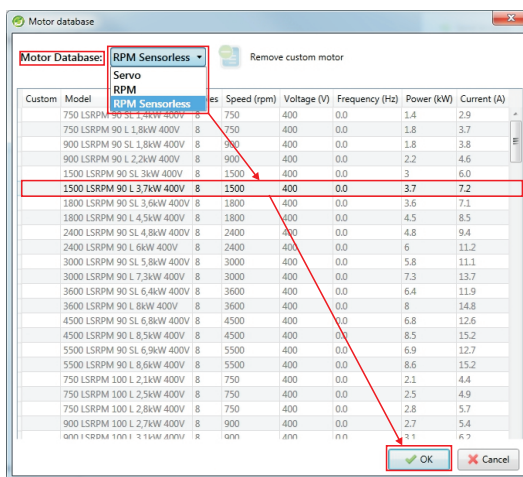 Motor database
Motor Database: RPM Sensorless Remove custom motor
Servo
RPM
RPM Sensorless
Custom Model es Speed (rpm) Voltage (V) Frequency (Hz) Power (kW) Current (A)
750 LSRPM 90 SL 1,4kW 400V 8 750 400 0.0 1.4 2.9
750 LSRPM 90 L 1,8kW 400V 8 750 400 0.0 1.8 3.7
900 LSRPM 90 SL 1,8kW 400V 8 900 400 0.0 1.8 3.8
900 LSRPM 90 L 2,2kW 400V 8 900 400 0.0 2.2 4.6
1500 LSRPM 90 SL 3kW 400V 8 1500 400 0.0 3 6.0
1500 LSRPM 90 L 3,7kW 400V 8 1500 400 0.0 3.7 7.2
1800 LSRPM 90 SL 3,6kW 400V 8 1800 400 0.0 3.6 7.1
1800 LSRPM 90 L 4,5kW 400V 8 1800 400 0.0 4.5 8.5
2400 LSRPM 90 SL 4,8kW 400V 8 2400 400 0.0 4.8 9.4
2400 LSRPM 90 L 6kW 400V 8 2400 400 0.0 6 11.2
3000 LSRPM 90 SL 5,8kW 400V 8 3000 400 0.0 5.8 11.1
3000 LSRPM 90 L 7,3kW 400V 8 3000 400 0.0 7.3 13.7
3600 LSRPM 90 SL 6,4kW 400V 8 3600 400 0.0 6.4 11.9
3600 LSRPM 90 L 8kW 400V 8 3600 400 0.0 8 14.8
4500 LSRPM 90 SL 6,8kW 400V 8 4500 400 0.0 6.8 12.6
4500 LSRPM 90 L 8,5kW 400V 8 4500 400 0.0 8.5 15.2
5500 LSRPM 90 SL 6,9kW 400V 8 5500 400 0.0 6.9 12.7
5500 LSRPM 90 L 8,6kW 400V 8 5500 400 0.0 8.6 15.2
750 LSRPM 100 L 2,1kW 400V 8 750 400 0.0 2.1 4.4
750 LSRPM 100 L 2,5kW 400V 8 750 400 0.0 2.5 4.9
750 LSRPM 100 L 2,8kW 400V 8 750 400 0.0 2.8 5.7
900 LSRPM 100 L 2,7kW 400V 8 900 400 0.0 2.7 5.4
900 LSRPM 100 L 3,1kW 400V 8 900 400 0.0 3.1 6.2
OK Cancel